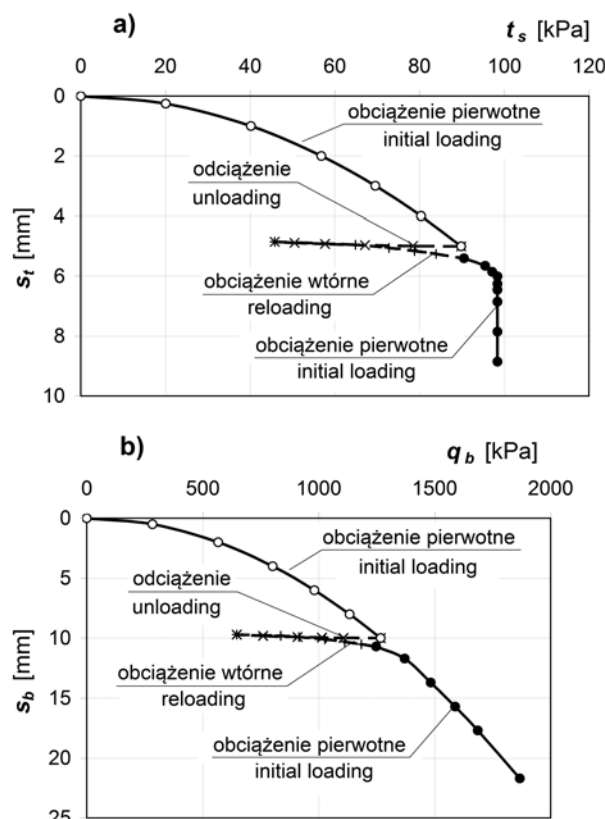 a) t s [kPa]
0 20 40 60 80 100 120
0
obciążenie pierwotne
initial loading
2
odciążenie
unloading
4
s t [mm]
6
obciążenie wtórne
reloading
8
obciążenie pierwotne
initial loading
10
b) q b [kPa]
0 500 1000 1500 2000
0
obciążenie pierwotne
initial loading
5
odciążenie
unloading
10
s b [mm]
obciążenie wtórne
reloading
15
obciążenie pierwotne
initial loading
20
25